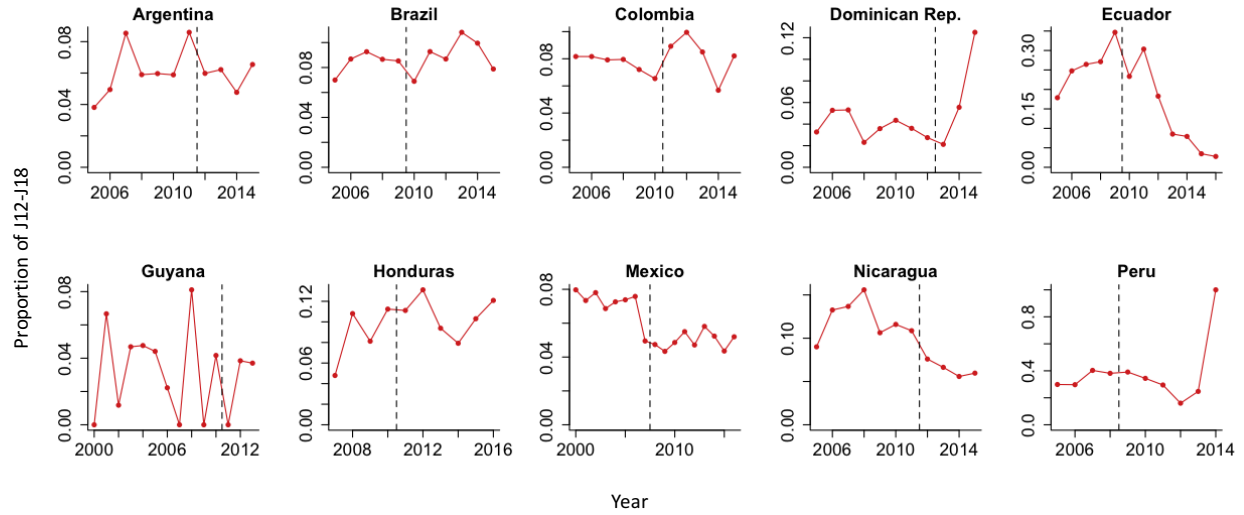 Proportion of J12-J18
Argentina
0.00 0.04 0.08
2006 2010 2014
Brazil
0.00 0.04 0.08
2006 2010 2014
Colombia
0.00 0.04 0.08
2006 2010 2014
Dominican Rep.
0.00 0.06 0.12
2006 2010 2014
Ecuador
0.00 0.15 0.30
2006 2010 2014
Guyana
0.00 0.04 0.08
2000 2006 2012
Honduras
0.00 0.06 0.12
2008 2012 2016
Mexico
0.00 0.04 0.08
2000 2010
Nicaragua
0.00 0.10
2006 2010 2014
Peru
0.0 0.4 0.8
2006 2010 2014
Year